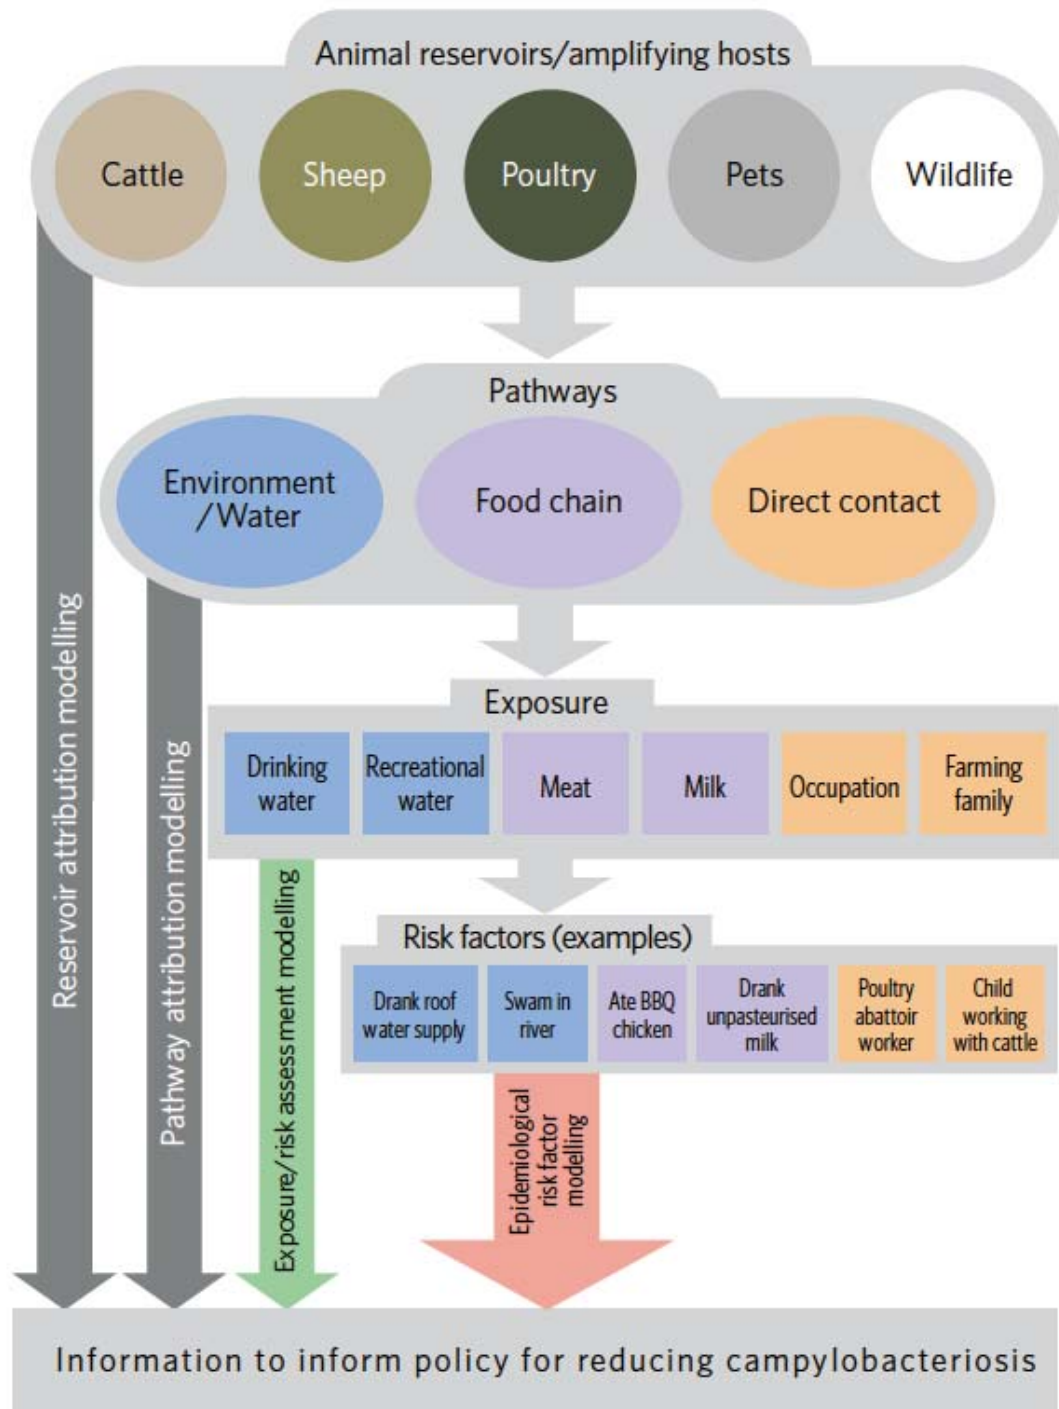 Animal reservoirs/amplifying hosts
Cattle
Sheep
Poultry
Pets
Wildlife
Pathways
Environment
/Water
Food chain
Direct contact
Reservoir attribution modelling
Pathway attribution modelling
Exposure
Drinking
water
Recreational
water
Meat
Milk
Occupation
Farming
family
Exposure/risk assessment modelling
Risk factors (examples)
Drank roof
water supply
Swam in
river
Ate BBQ
chicken
Drank
unpasteurised
milk
Poultry
abattoir
worker
Child
working
with cattle
Epidemiological
risk factor
modelling
Information to inform policy for reducing campylobacteriosis